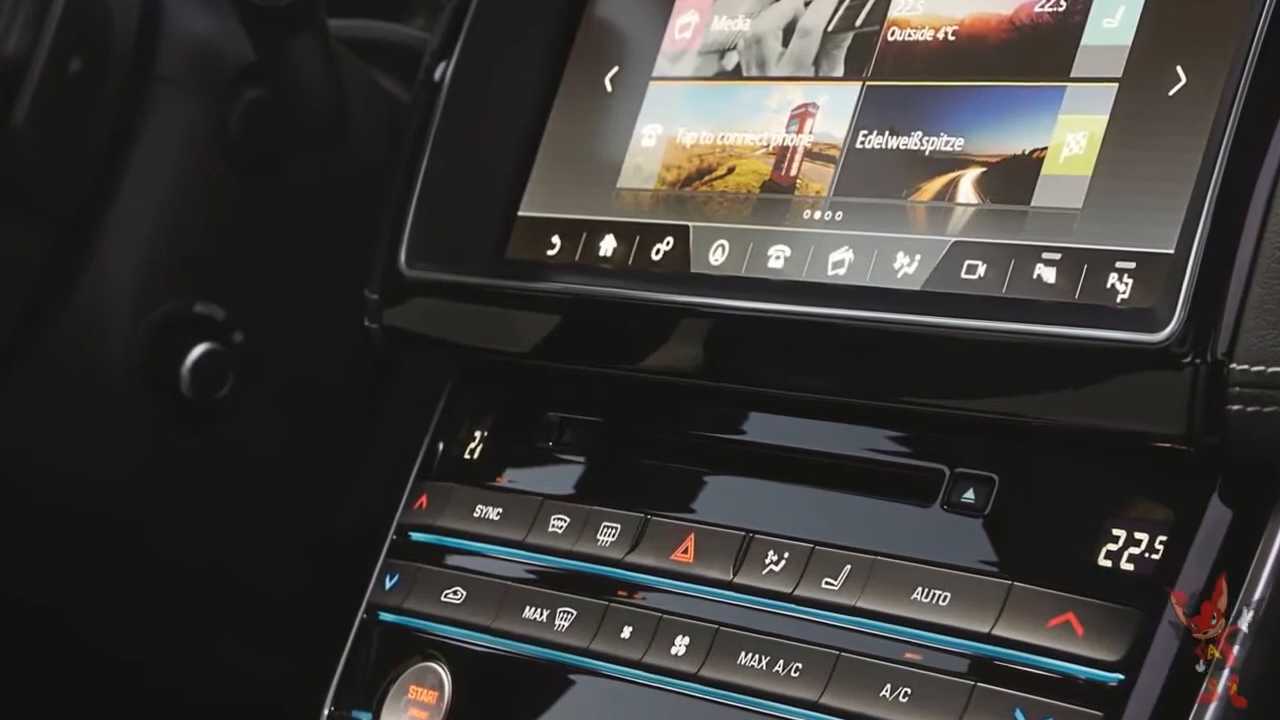 22.5
22.5
Media
Outside 4°C
Tap to connect phone
Edelweißspitze
22.5
SYNC
AUTO
MAX
MAX A/C
A/C
START